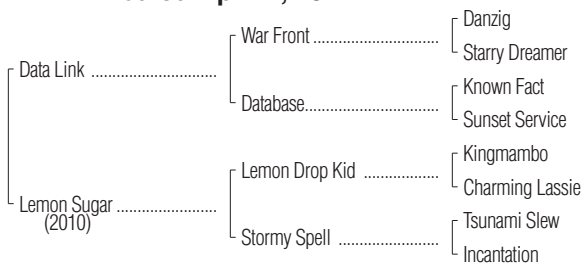 Data Link ..........................
War Front ..........................
Danzig
Starry Dreamer
Database..........................
Known Fact
Sunset Service
Lemon Sugar ..........................
(2010)
Lemon Drop Kid ..........................
Kingmambo
Charming Lassie
Stormy Spell ..........................
Tsunami Slew
Incantation